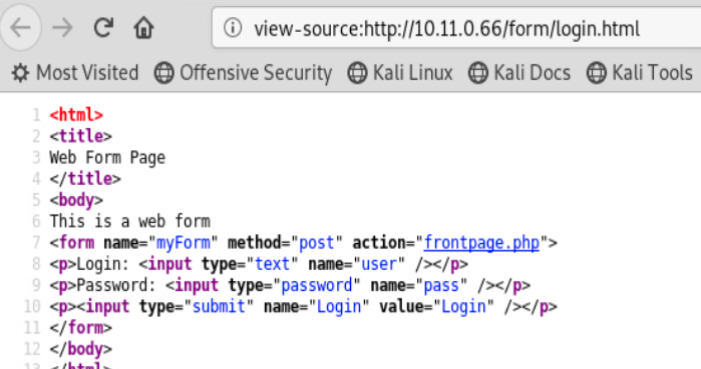 view-source:http://10.11.0.66/form/login.html
Most Visited Offensive Security Kali Linux Kali Docs Kali Tools
1 <html>
2 <title>
3 Web Form Page
4 </title>
5 <body>
6 This is a web form
7 <form name="myForm" method="post" action="frontpage.php">
8 <p>Login: <input type="text" name="user" /></p>
9 <p>Password: <input type="password" name="pass" /></p>
10 <p><input type="submit" name="Login" value="Login" /></p>
11 </form>
12 </body>
13 </html>